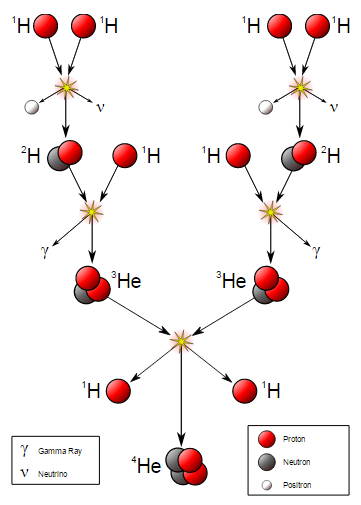 ¹H ¹H ¹H ¹H
ν ν
²H ¹H ¹H ²H
γ γ
³He ³He
¹H ¹H
⁴He
γ Gamma Ray
ν Neutrino
Proton
Neutron
Positron